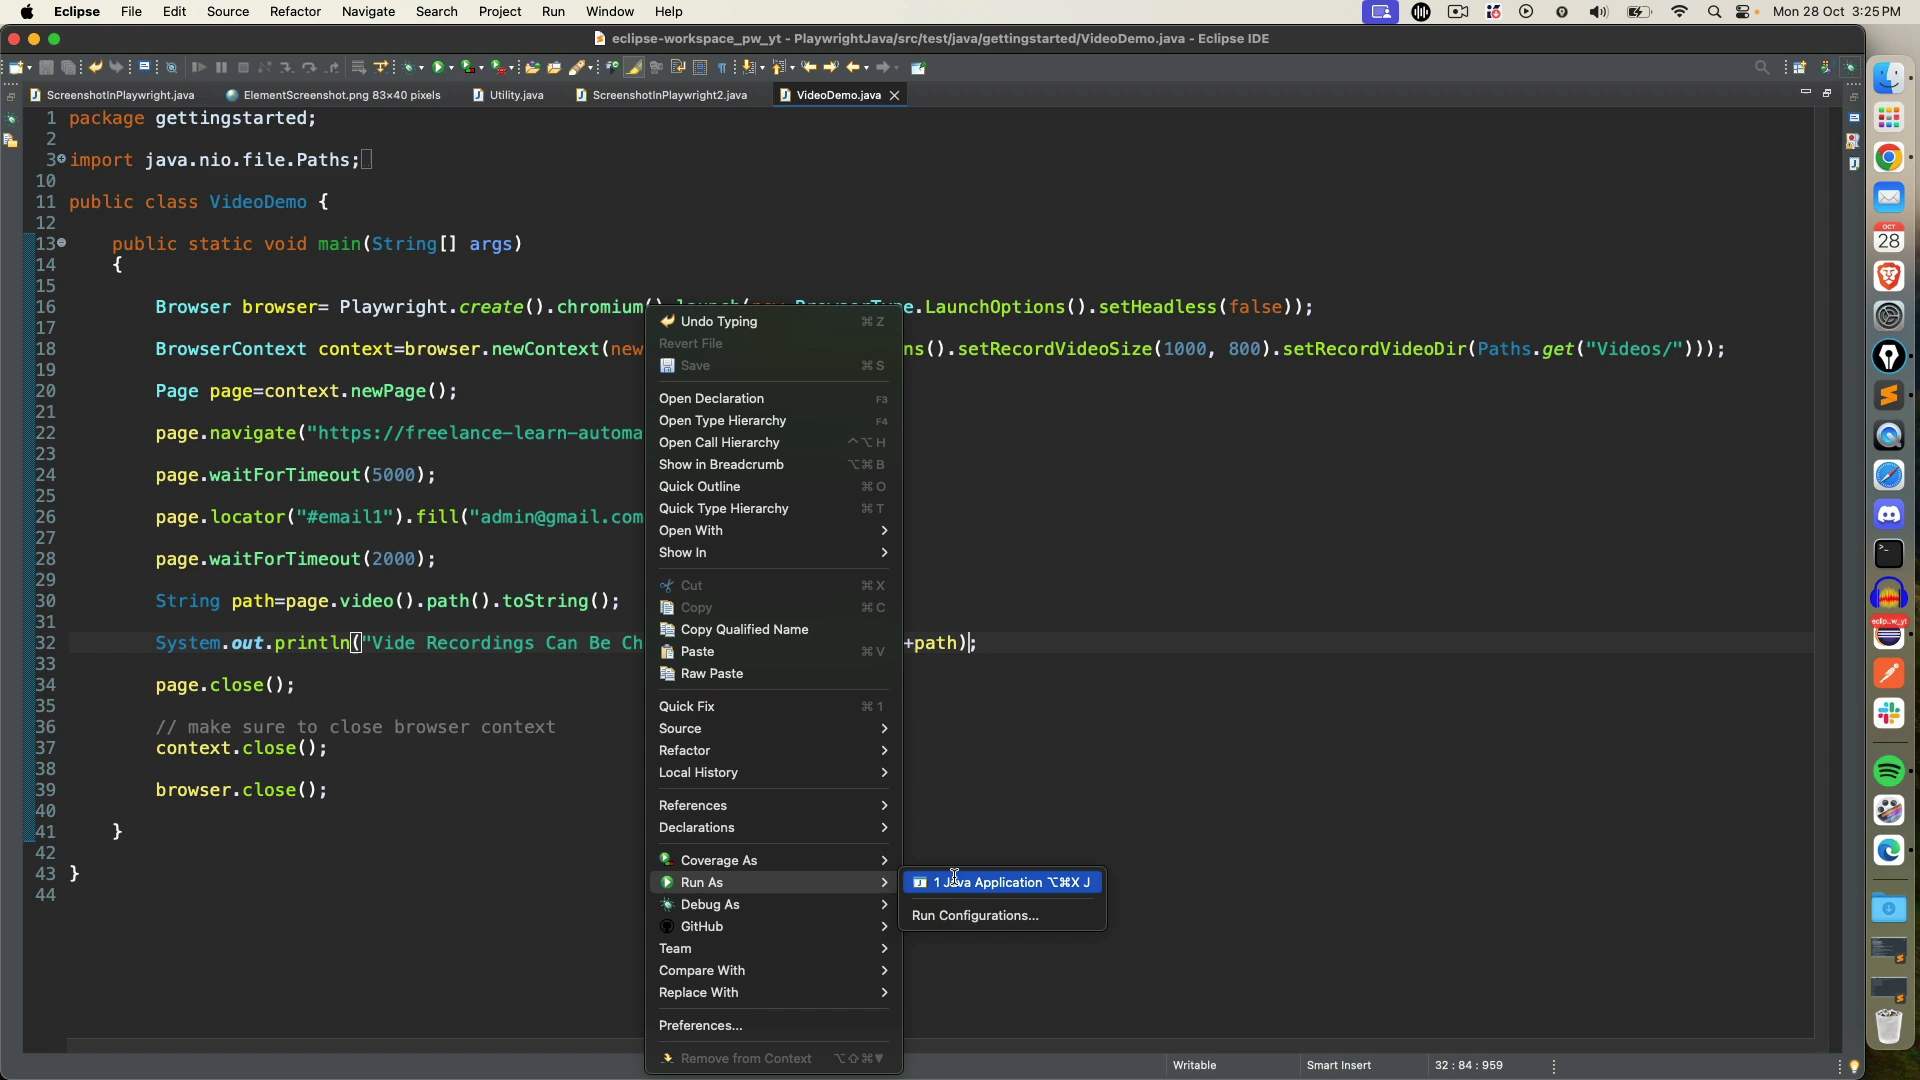 Eclipse File Edit Source Refactor Navigate Search Project Run Window Help Mon 28 Oct 3:25 PM
eclipse-workspace_pw_yt - PlaywrightJava/src/test/java/gettingstarted/VideoDemo.java - Eclipse IDE
ScreenshotInPlaywright.java ElementScreenshot.png 83×40 pixels Utility.java ScreenshotInPlaywright2.java VideoDemo.java
1 package gettingstarted;
2
3 import java.nio.file.Paths;
10
11 public class VideoDemo {
12
13 public static void main(String[] args)
14 {
15
16 Browser browser= Playwright.create().chromium().launch(new BrowserType.LaunchOptions().setHeadless(false));
17
18 BrowserContext context=browser.newContext(new ns().setRecordVideoSize(1000, 800).setRecordVideoDir(Paths.get("Videos/")));
19
20 Page page=context.newPage();
21
22 page.navigate("https://freelance-learn-automa
23
24 page.waitForTimeout(5000);
25
26 page.locator("#email1").fill("admin@gmail.com
27
28 page.waitForTimeout(2000);
29
30 String path=page.video().path().toString();
31
32 System.out.println("Vide Recordings Can Be Ch +path);
33
34 page.close();
35
36 // make sure to close browser context
37 context.close();
38
39 browser.close();
40
41 }
42
43 }
44
Undo Typing ⌘Z
Revert File
Save ⌘S
Open Declaration F3
Open Type Hierarchy F4
Open Call Hierarchy ^⌥H
Show in Breadcrumb ⌥⌘B
Quick Outline ⌘O
Quick Type Hierarchy ⌘T
Open With
Show In
Cut ⌘X
Copy ⌘C
Copy Qualified Name
Paste ⌘V
Raw Paste
Quick Fix ⌘1
Source
Refactor
Local History
References
Declarations
Coverage As
Run As
Debug As
GitHub
Team
Compare With
Replace With
Preferences...
Remove from Context ⌥⇧⌘▼
1 Java Application ⌥⌘X J
Run Configurations...
OCT
28
eclip..w_yt
Writable Smart Insert 32 : 84 : 959